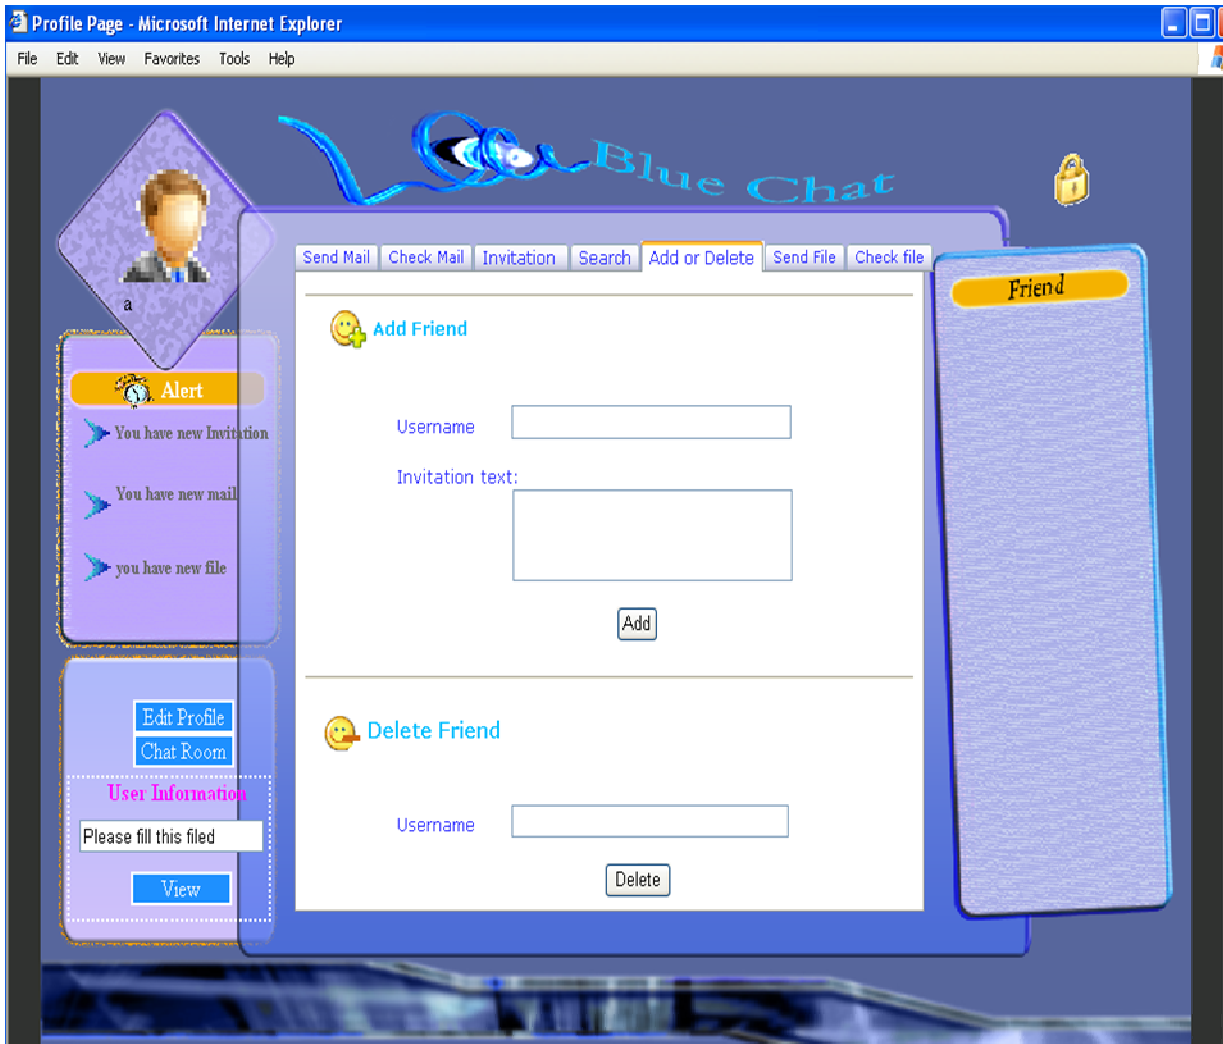 Profile Page - Microsoft Internet Explorer
File Edit View Favorites Tools Help
Blue Chat
a
Send Mail Check Mail Invitation Search Add or Delete Send File Check file
Friend
Add Friend
Alert
You have new Invitation
Username
Invitation text:
You have new mail
you have new file
Add
Edit Profile
Delete Friend
Chat Room
User Information
Username
Please fill this filed
Delete
View